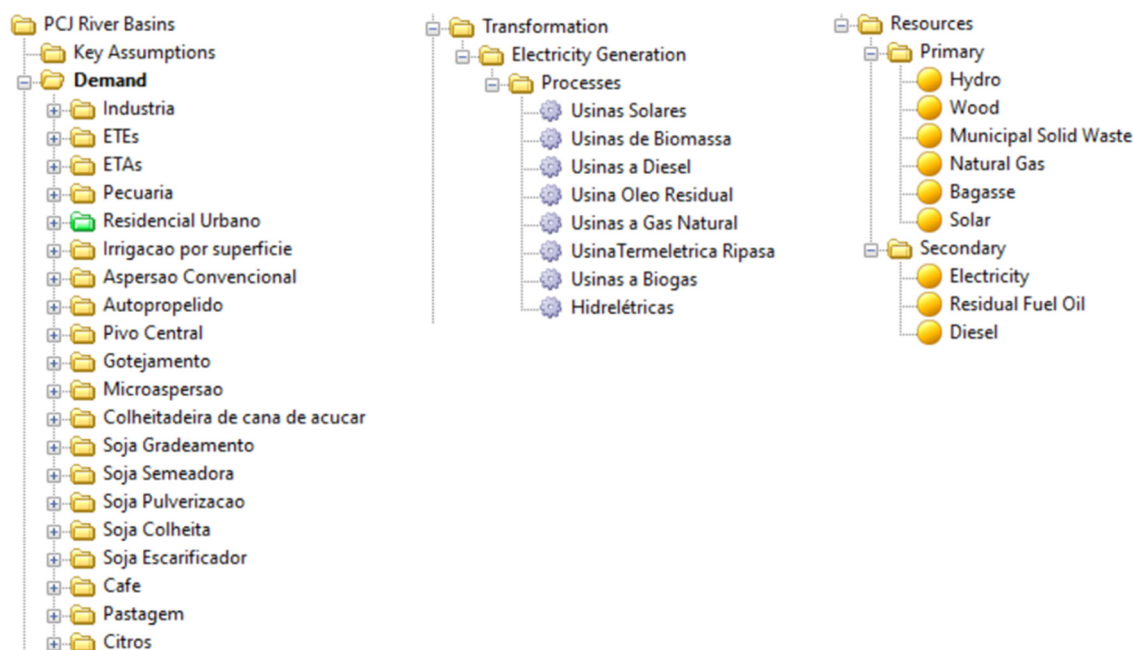 PCJ River Basins
Key Assumptions
Demand
Industria
ETEs
ETAs
Pecuaria
Residencial Urbano
Irrigacao por superficie
Aspersao Convencional
Autopropelido
Pivo Central
Gotejamento
Microaspersao
Colheitadeira de cana de acucar
Soja Gradeamento
Soja Semeadora
Soja Pulverizacao
Soja Colheita
Soja Escarificador
Cafe
Pastagem
Citros
Transformation
Electricity Generation
Processes
Usinas Solares
Usinas de Biomassa
Usinas a Diesel
Usina Oleo Residual
Usinas a Gas Natural
UsinaTermeletrica Ripasa
Usinas a Biogas
Hidrelétricas
Resources
Primary
Hydro
Wood
Municipal Solid Waste
Natural Gas
Bagasse
Solar
Secondary
Electricity
Residual Fuel Oil
Diesel